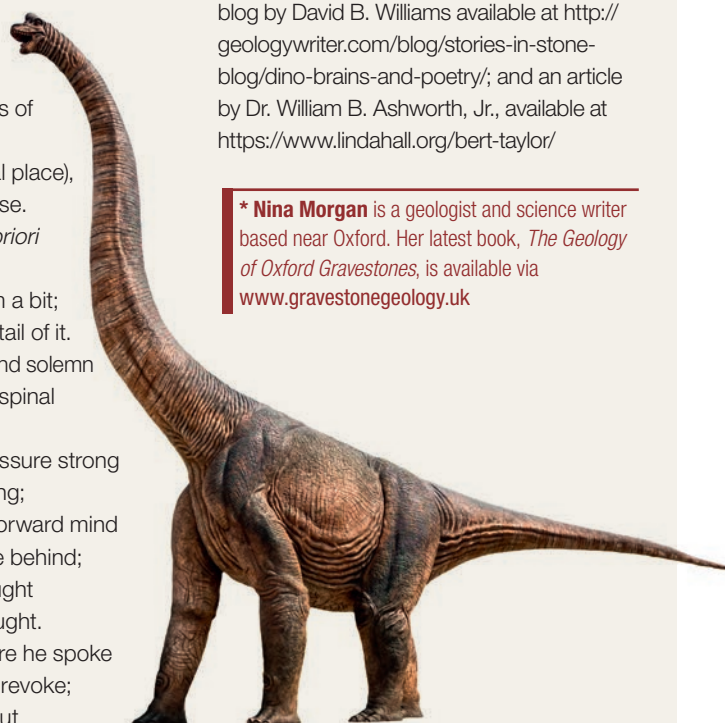 s of
l place),
se.
priori
n a bit;
tail of it.
nd solemn
spinal
ssure strong
ng;
orward mind
e behind;
ught
ught.
re he spoke
revoke;
ut
blog by David B. Williams available at http://
geologywriter.com/blog/stories-in-stone-
blog/dino-brains-and-poetry/; and an article
by Dr. William B. Ashworth, Jr., available at
https://www.lindahall.org/bert-taylor/
* Nina Morgan is a geologist and science writer
based near Oxford. Her latest book, The Geology
of Oxford Gravestones, is available via
www.gravestonegeology.uk